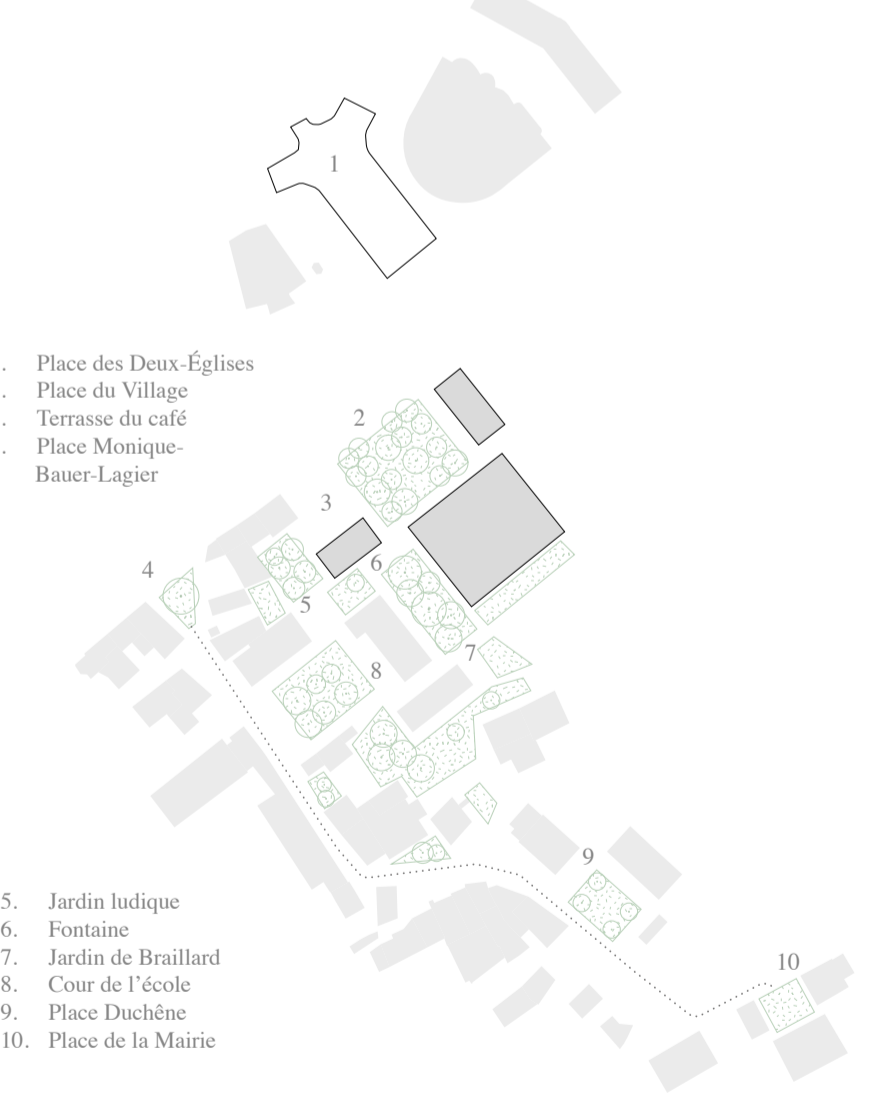 1
. Place des Deux-Églises
. Place du Village
. Terrasse du café
. Place Monique-
Bauer-Lagier
2
3
4
6
5
7
8
9
10
5. Jardin ludique
6. Fontaine
7. Jardin de Braillard
8. Cour de l’école
9. Place Duchêne
10. Place de la Mairie